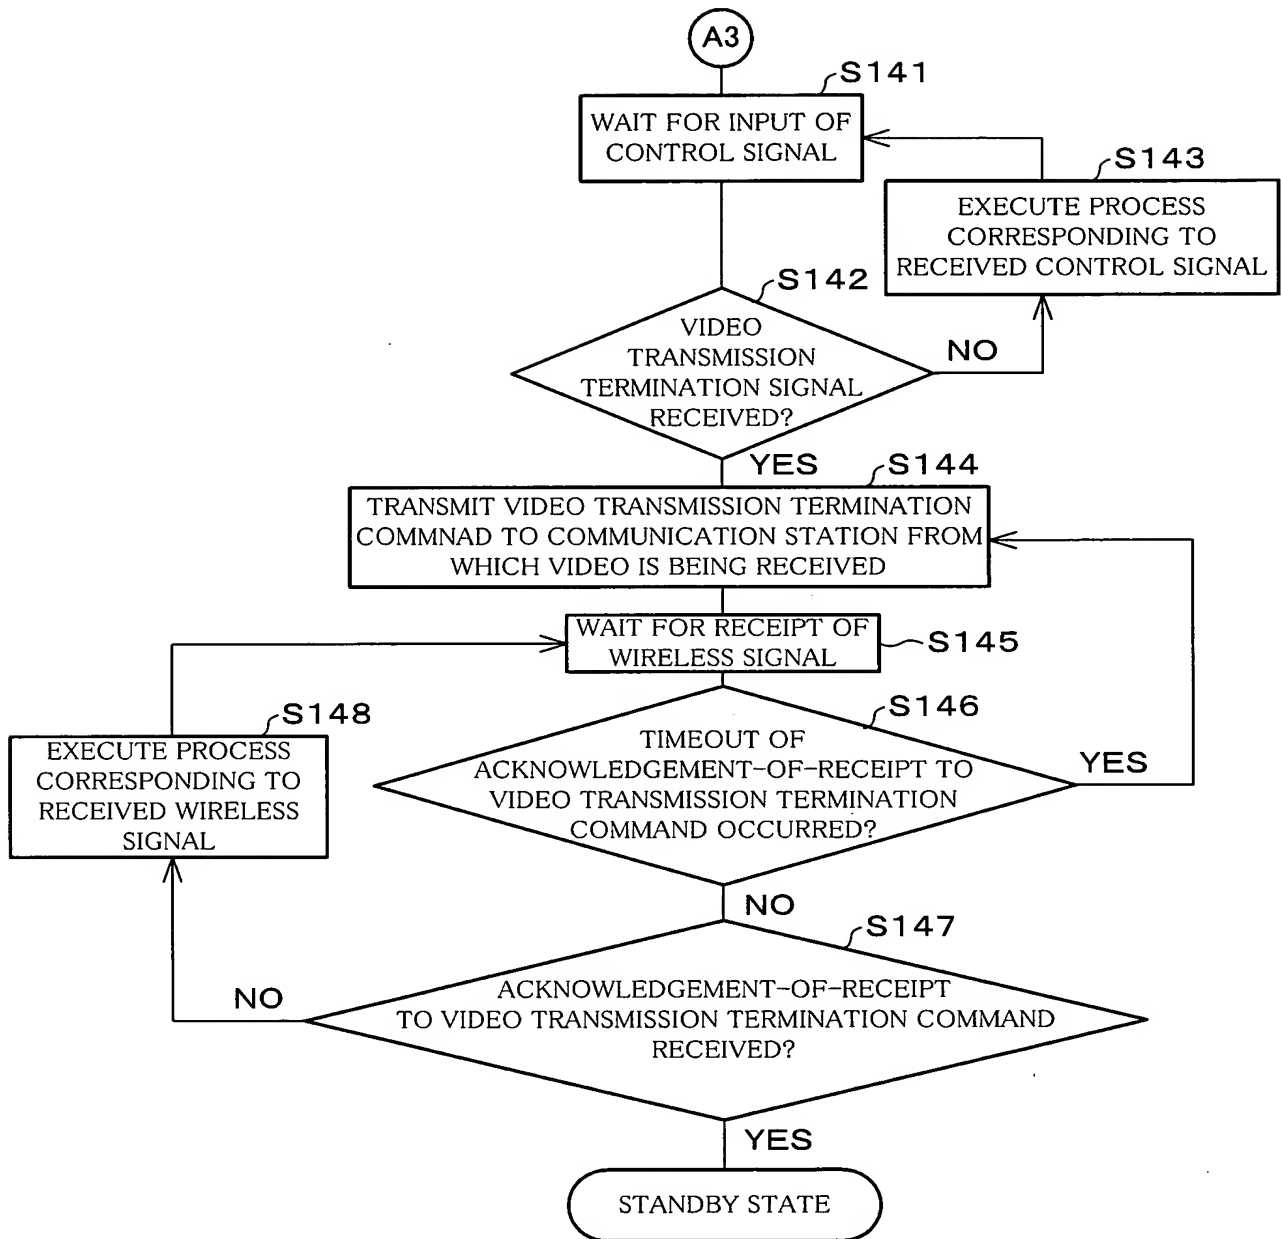 A3
S141
WAIT FOR INPUT OF
CONTROL SIGNAL
S143
EXECUTE PROCESS
CORRESPONDING TO
RECEIVED CONTROL SIGNAL
S142
VIDEO
TRANSMISSION
TERMINATION SIGNAL
RECEIVED?
NO
YES
S144
TRANSMIT VIDEO TRANSMISSION TERMINATION
COMMNAD TO COMMUNICATION STATION FROM
WHICH VIDEO IS BEING RECEIVED
WAIT FOR RECEIPT OF
WIRELESS SIGNAL
S145
S148
EXECUTE PROCESS
CORRESPONDING TO
RECEIVED WIRELESS
SIGNAL
S146
TIMEOUT OF
ACKNOWLEDGEMENT-OF-RECEIPT TO
VIDEO TRANSMISSION TERMINATION
COMMAND OCCURRED?
YES
NO
S147
ACKNOWLEDGEMENT-OF-RECEIPT
TO VIDEO TRANSMISSION TERMINATION COMMAND
RECEIVED?
NO
YES
STANDBY STATE